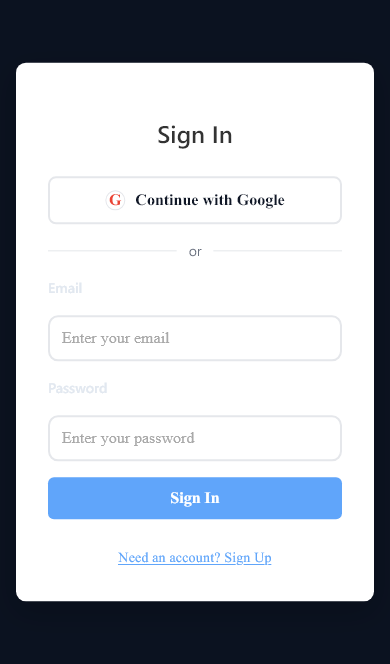 Sign In
G Continue with Google
or
Email
Enter your email
Password
Enter your password
Sign In
Need an account? Sign Up